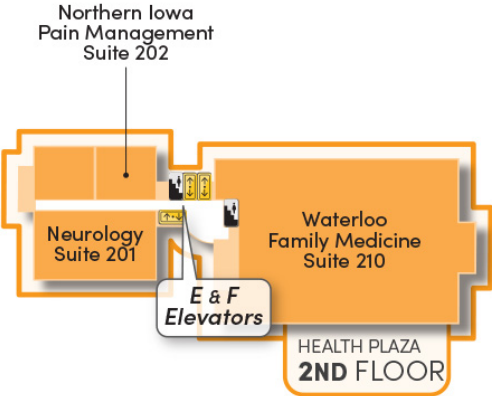 Northern Iowa
Pain Management
Suite 202
Neurology
Suite 201
Waterloo
Family Medicine
Suite 210
E & F
Elevators
HEALTH PLAZA
2ND FLOOR